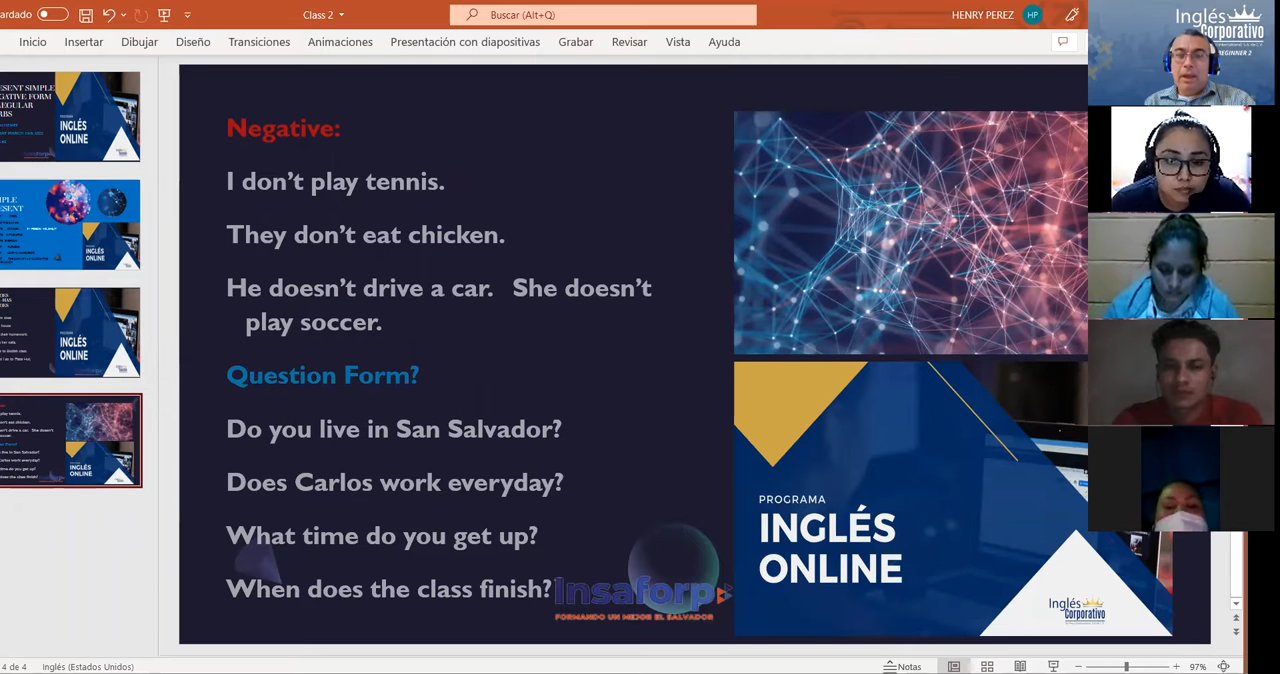 ardado
Class 2
Buscar (Alt+Q)
HENRY PEREZ
HP
Inicio Insertar Dibujar Diseño Transiciones Animaciones Presentación con diapositivas Grabar Revisar Vista Ayuda
Inglés
Corporativo
BEGINNER 2
INGLÉS
ONLINE
INGLÉS
ONLINE
INGLÉS
ONLINE
INGLÉS
ONLINE
Negative:
I don’t play tennis.
They don’t eat chicken.
He doesn’t drive a car. She doesn’t
play soccer.
Question Form?
Do you live in San Salvador?
Does Carlos work everyday?
What time do you get up?
When does the class finish?
Insaforp
FORMANDO UN MEJOR EL SALVADOR
PROGRAMA
INGLÉS
ONLINE
Inglés
Corporativo
4 de 4
Inglés (Estados Unidos)
Notas
97%